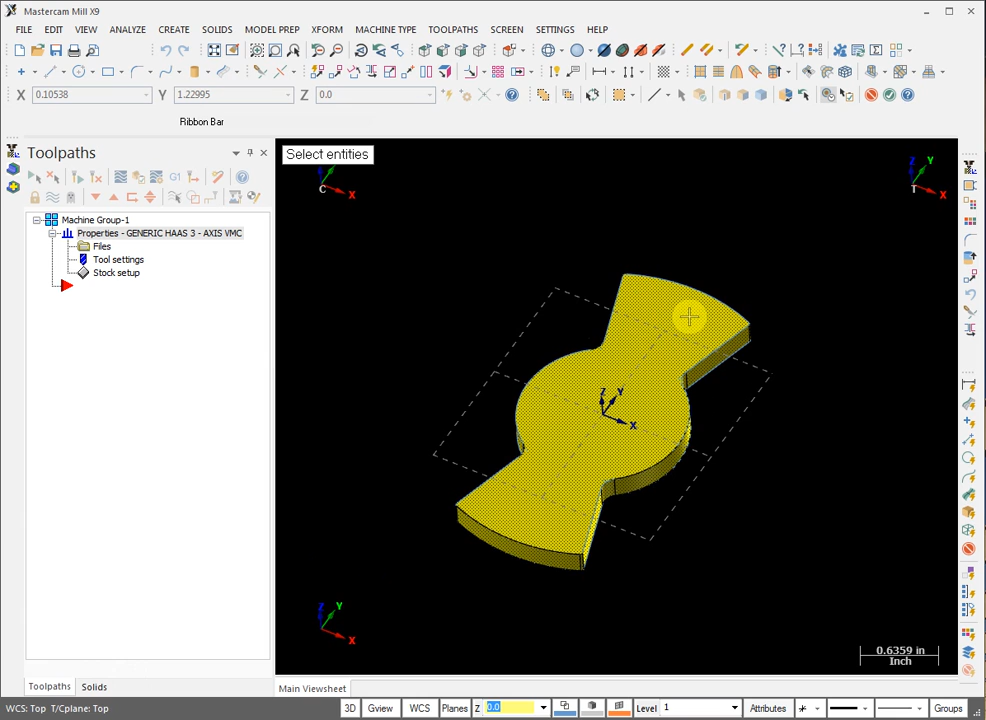 Mastercam Mill X9
FILE EDIT VIEW ANALYZE CREATE SOLIDS MODEL PREP XFORM MACHINE TYPE TOOLPATHS SCREEN SETTINGS HELP
X 0.10538 Y 1.22995 Z 0.0
Ribbon Bar
Toolpaths
G1
Machine Group-1
Properties - GENERIC HAAS 3 - AXIS VMC
Files
Tool settings
Stock setup
Select entities
C X
Z Y
T X
Z Y
X
Z Y
X
0.6359 in
Inch
Toolpaths Solids
Main Viewsheet
WCS: Top T/Cplane: Top 3D Gview WCS Planes Z 0.0 Level 1 Attributes Groups